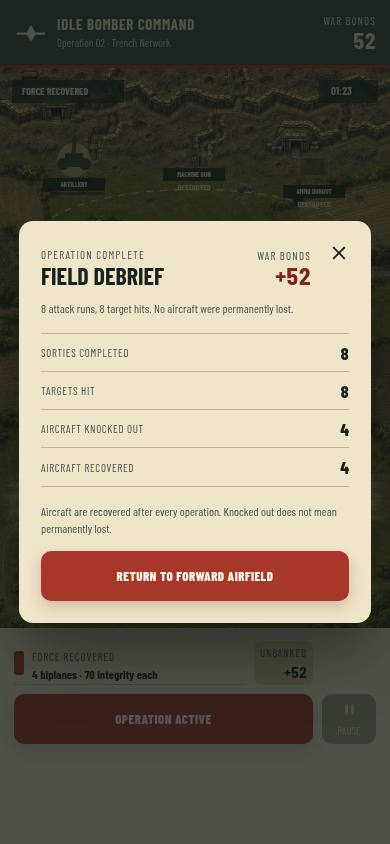 IDLE BOMBER COMMAND
Operation 02 · Trench Network
WAR BONDS
52
FORCE RECOVERED
01:23
ARTILLERY
MACHINE GUN
DESTROYED
AMMO DUGOUT
DESTROYED
OPERATION COMPLETE
FIELD DEBRIEF
WAR BONDS
+52
8 attack runs, 8 target hits. No aircraft were permanently lost.
SORTIES COMPLETED
8
TARGETS HIT
8
AIRCRAFT KNOCKED OUT
4
AIRCRAFT RECOVERED
4
Aircraft are recovered after every operation. Knocked out does not mean
permanently lost.
RETURN TO FORWARD AIRFIELD
FORCE RECOVERED
4 biplanes · 70 integrity each
UNBANKED
+52
OPERATION ACTIVE
PAUSE